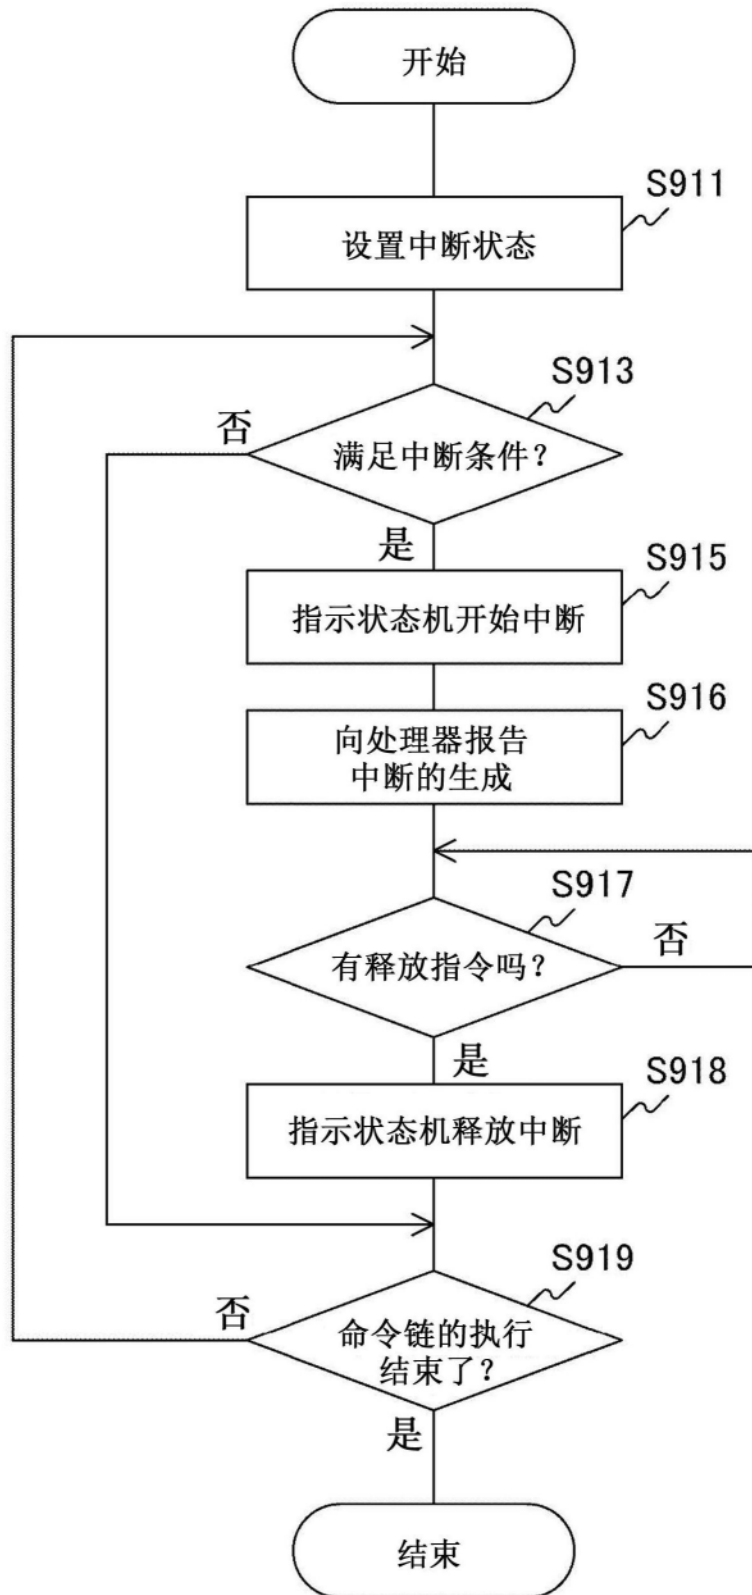 开始
S911
设置中断状态
S913
否
满足中断条件？
是
S915
指示状态机开始中断
S916
向处理器报告
中断的生成
S917
有释放指令吗？
否
是
S918
指示状态机释放中断
S919
否
命令链的执行
结束了？
是
结束